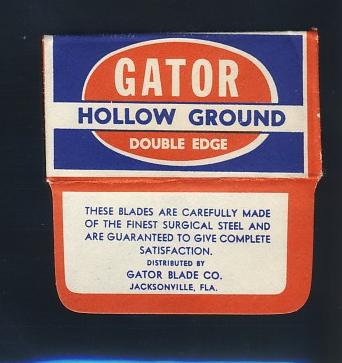 GATOR
HOLLOW GROUND
DOUBLE EDGE
THESE BLADES ARE CAREFULLY MADE
OF THE FINEST SURGICAL STEEL AND
ARE GUARANTEED TO GIVE COMPLETE
SATISFACTION.
DISTRIBUTED BY
GATOR BLADE CO.
JACKSONVILLE, FLA.